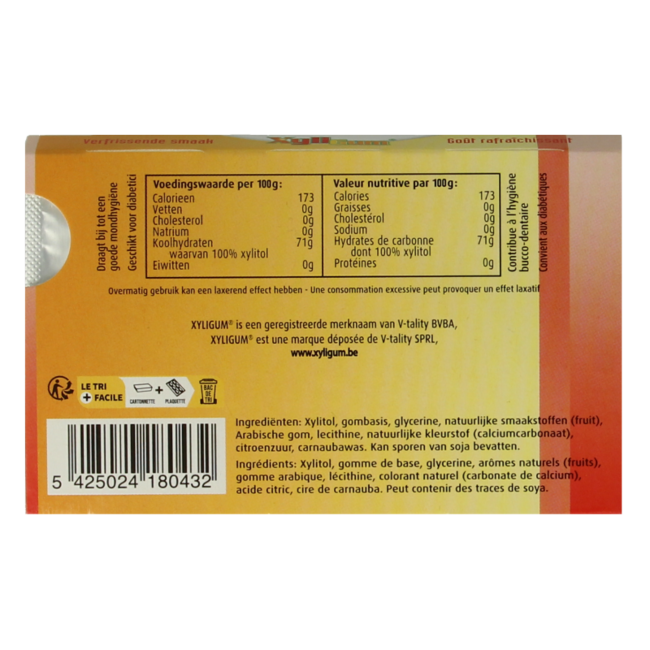 Verfrissende smaak
Xyli
Goût rafraîchissant
Draagt bij tot een
goede mondhygiëne
Geschikt voor diabetici
Voedingswaarde per 100g:
Calorieen 173
Vetten 0g
Cholesterol 0g
Natrium 0g
Koolhydraten 71g
waarvan 100% xylitol
Eiwitten 0g
Valeur nutritive par 100g:
Calories 173
Graisses 0g
Cholestérol 0g
Sodium 0g
Hydrates de carbonne 71g
dont 100% xylitol
Protéines 0g
Contribue à l'hygiène
bucco-dentaire
Convient aux diabétiques
Overmatig gebruik kan een laxerend effect hebben - Une consommation excessive peut provoquer un effet laxatif
XYLIGUM® is een geregistreerde merknaam van V-tality BVBA,
XYLIGUM® est une marque déposée de V-tality SPRL,
www.xyligum.be
LE TRI
+ FACILE
CARTONNETTE
+
PLAQUETTE
BAC
DE
TRI
5 425024 180432
Ingrediënten: Xylitol, gombasis, glycerine, natuurlijke smaakstoffen (fruit),
Arabische gom, lecithine, natuurlijke kleurstof (calciumcarbonaat),
citroenzuur, carnaubawas. Kan sporen van soja bevatten.
Ingrédients: Xylitol, gomme de base, glycerine, arômes naturels (fruits),
gomme arabique, lécithine, colorant naturel (carbonate de calcium),
acide citric, cire de carnauba. Peut contenir des traces de soya.